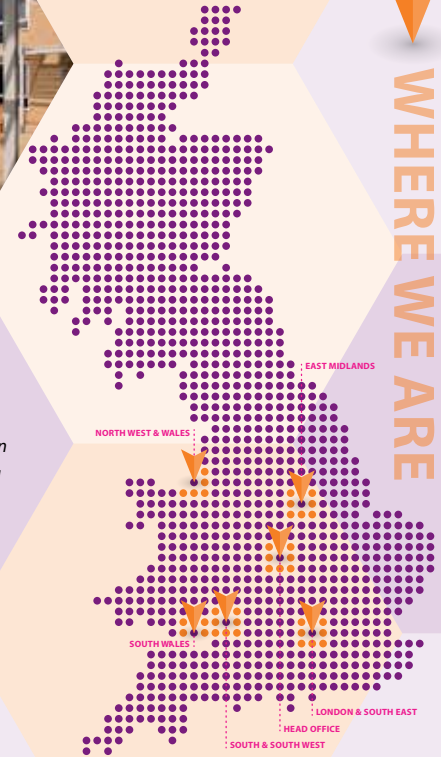 WHERE WE ARE
EAST MIDLANDS
NORTH WEST & WALES
SOUTH WALES
LONDON & SOUTH EAST
HEAD OFFICE
SOUTH & SOUTH WEST